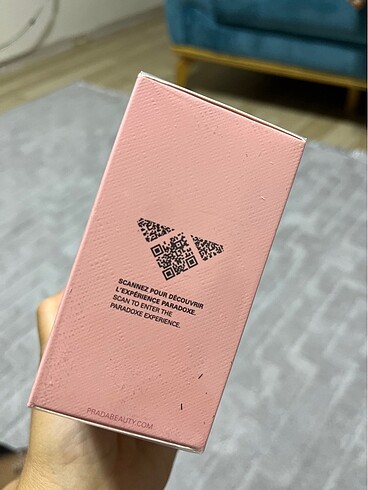 SCANNEZ POUR DÉCOUVRIR
L'EXPÉRIENCE PARADOXE.
SCAN TO ENTER THE
PARADOXE EXPERIENCE.
PRADABEAUTY.COM